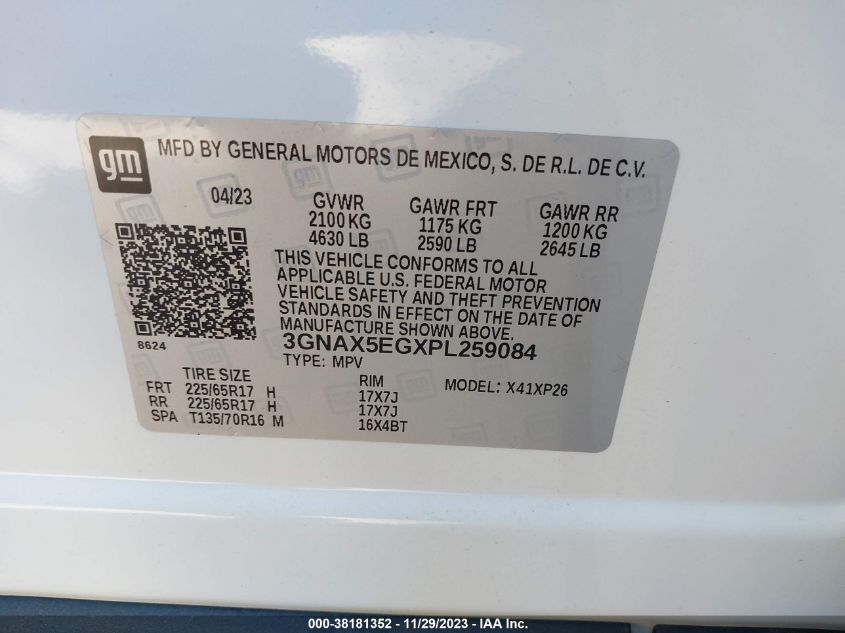 gm
MFD BY GENERAL MOTORS DE MEXICO, S. DE R.L. DE C.V.
04/23 GVWR GAWR FRT GAWR RR
2100 KG 1175 KG 1200 KG
4630 LB 2590 LB 2645 LB
THIS VEHICLE CONFORMS TO ALL
APPLICABLE U.S. FEDERAL MOTOR
VEHICLE SAFETY AND THEFT PREVENTION
STANDARDS IN EFFECT ON THE DATE OF
MANUFACTURE SHOWN ABOVE.
8624 3GNAX5EGXPL259084
TYPE: MPV
TIRE SIZE RIM MODEL: X41XP26
FRT 225/65R17 H 17X7J
RR 225/65R17 H 17X7J
SPA T135/70R16 M 16X4BT
000-38181352 - 11/29/2023 - IAA Inc.